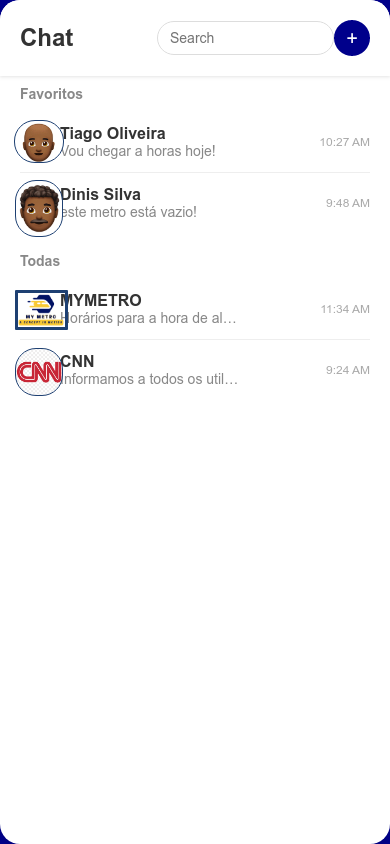 Chat
Search
+
Favoritos
Tiago Oliveira
Vou chegar a horas hoje!
10:27 AM
Dinis Silva
este metro está vazio!
9:48 AM
Todas
MY METRO
MYMETRO
Horários para a hora de al…
11:34 AM
CNN
CNN
Informamos a todos os util…
9:24 AM